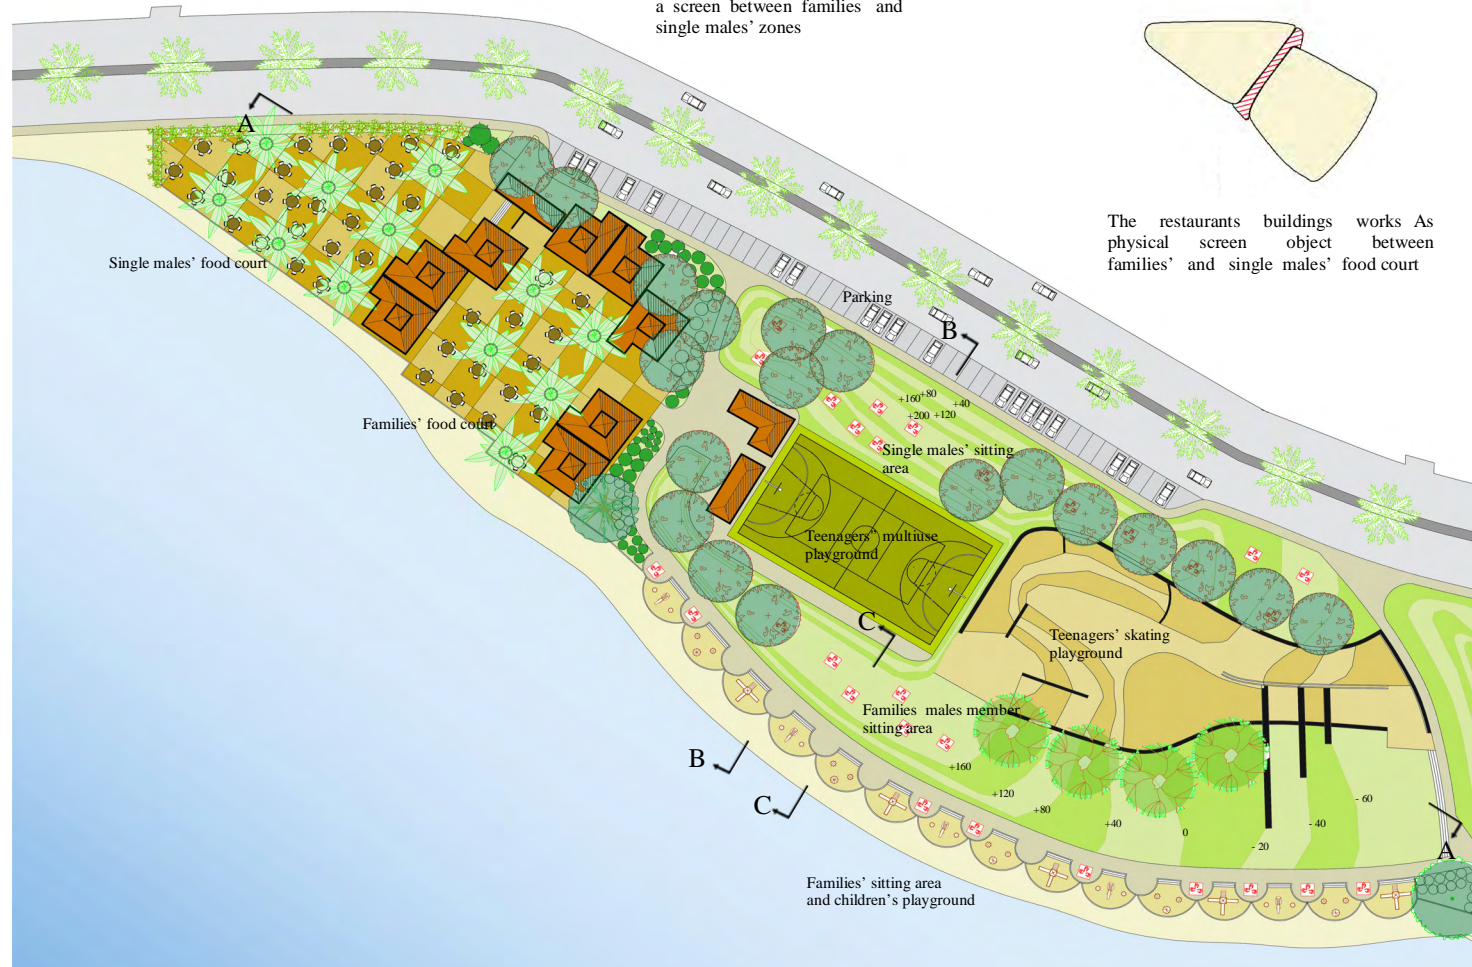 a screen between families and
single males’ zones
The restaurants buildings works As
physical screen object between
families’ and single males’ food court
A
Single males’ food court
Parking
B
+160
+80
+40
+200
+120
Families’ food court
Single males’ sitting
area
Teenagers” multiuse
playground
C
Teenagers’ skating
playground
Families males member
sitting area
B
+160
C
+120
+80
+40
0
- 20
- 40
- 60
A
Families’ sitting area
and children’s playground